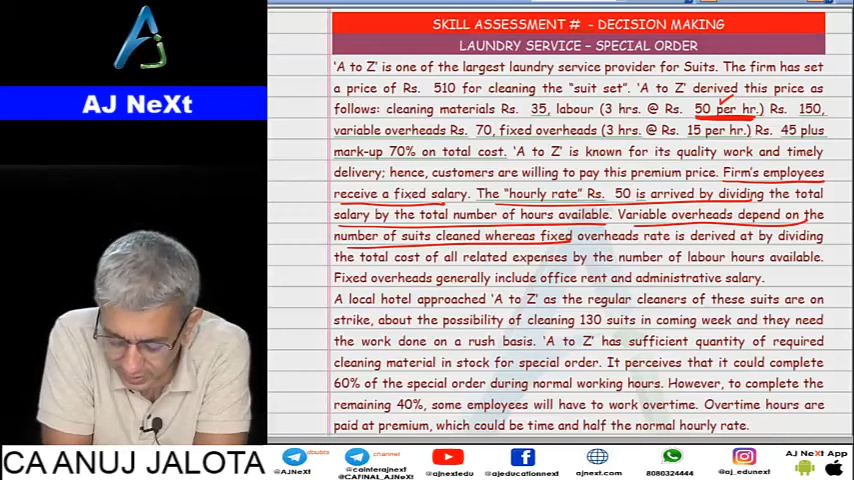 SKILL ASSESSMENT # - DECISION MAKING
LAUNDRY SERVICE – SPECIAL ORDER
'A to Z' is one of the largest laundry service provider for Suits. The firm has set
a price of Rs. 510 for cleaning the "suit set". 'A to Z' derived this price as
follows: cleaning materials Rs. 35, labour (3 hrs. @ Rs. 50 per hr.) Rs. 150,
variable overheads Rs. 70, fixed overheads (3 hrs. @ Rs. 15 per hr.) Rs. 45 plus
mark-up 70% on total cost. 'A to Z' is known for its quality work and timely
delivery; hence, customers are willing to pay this premium price. Firm's employees
receive a fixed salary. The "hourly rate" Rs. 50 is arrived by dividing the total
salary by the total number of hours available. Variable overheads depend on the
number of suits cleaned whereas fixed overheads rate is derived at by dividing
the total cost of all related expenses by the number of labour hours available.
Fixed overheads generally include office rent and administrative salary.
A local hotel approached 'A to Z' as the regular cleaners of these suits are on
strike, about the possibility of cleaning 130 suits in coming week and they need
the work done on a rush basis. 'A to Z' has sufficient quantity of required
cleaning material in stock for special order. It perceives that it could complete
60% of the special order during normal working hours. However, to complete the
remaining 40%, some employees will have to work overtime. Overtime hours are
paid at premium, which could be time and half the normal hourly rate.
AJ NeXt
CA ANUJ JALOTA
doubts
@AJNeXt
channel
@cainterajnext
@CAFINAL_AJNeXt
@ajnextedu
@ajeducationnext
ajnext.com
8080324344
@aj_edunext
AJ NeXt App